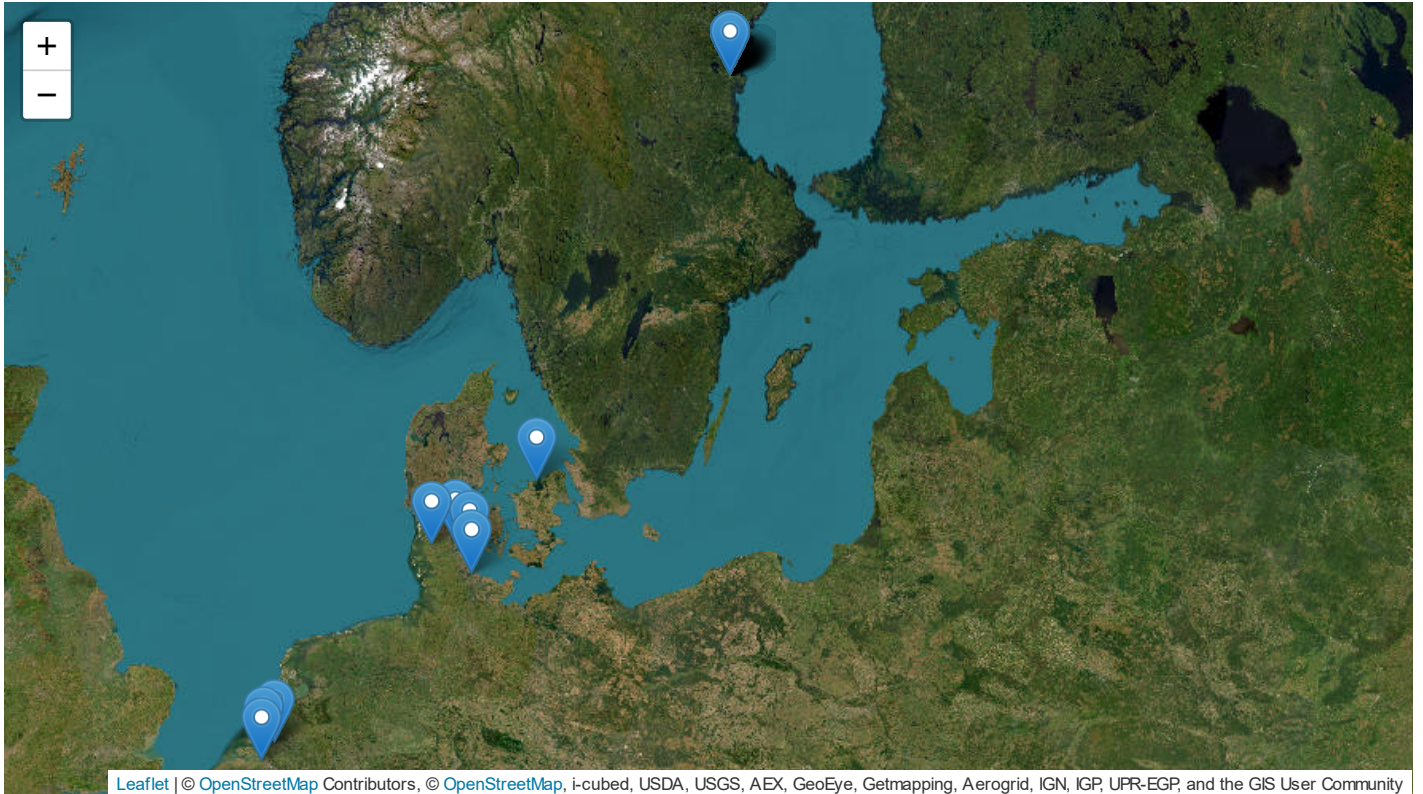 +
−
Leaflet | © OpenStreetMap Contributors, © OpenStreetMap, i-cubed, USDA, USGS, AEX, GeoEye, Getmapping, Aerogrid, IGN, IGP, UPR-EGP, and the GIS User Community